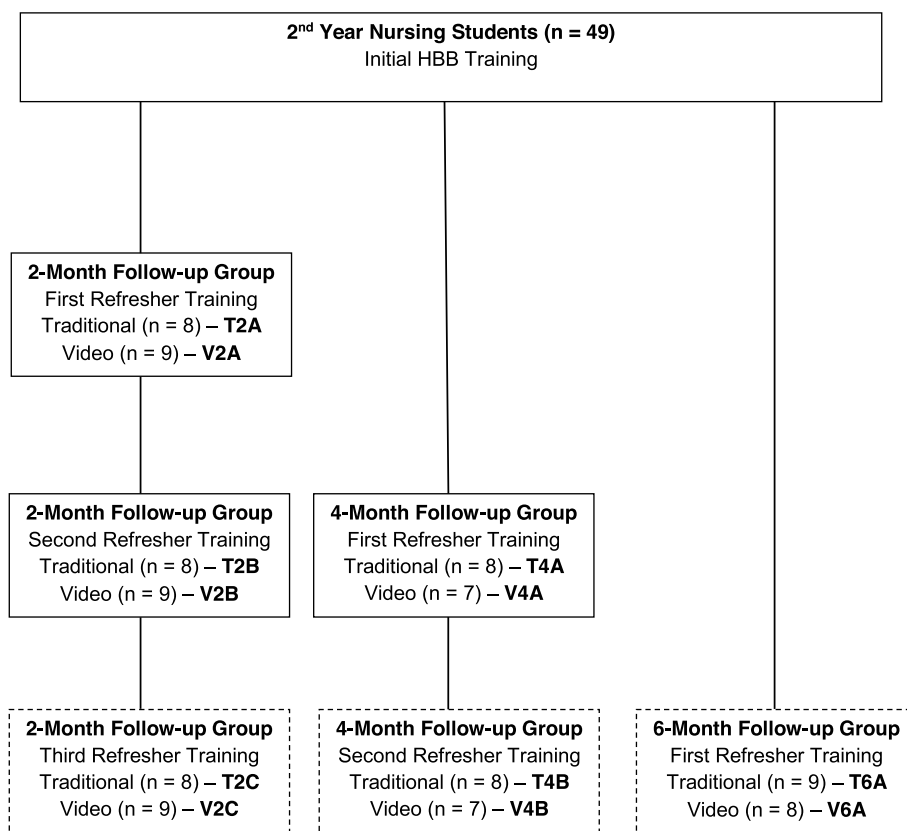 2nd Year Nursing Students (n = 49)
Initial HBB Training
2-Month Follow-up Group
First Refresher Training
Traditional (n = 8) – T2A
Video (n = 9) – V2A
2-Month Follow-up Group
Second Refresher Training
Traditional (n = 8) – T2B
Video (n = 9) – V2B
4-Month Follow-up Group
First Refresher Training
Traditional (n = 8) – T4A
Video (n = 7) – V4A
2-Month Follow-up Group
Third Refresher Training
Traditional (n = 8) – T2C
Video (n = 9) – V2C
4-Month Follow-up Group
Second Refresher Training
Traditional (n = 8) – T4B
Video (n = 7) – V4B
6-Month Follow-up Group
First Refresher Training
Traditional (n = 9) – T6A
Video (n = 8) – V6A